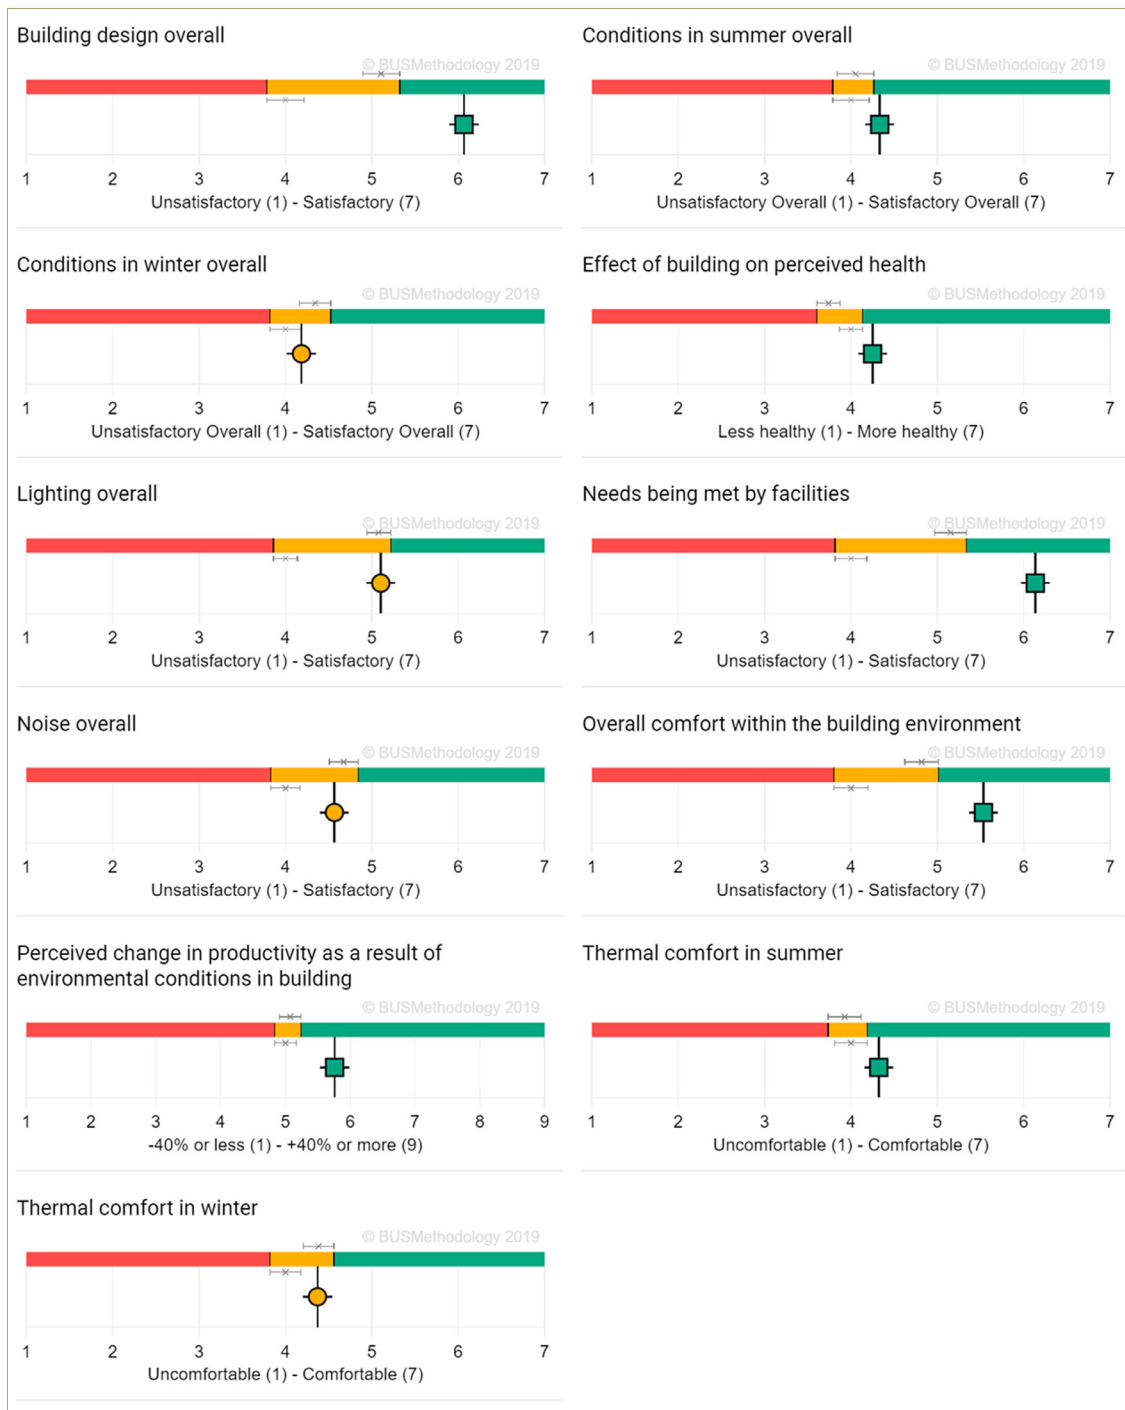 Building design overall
© BUSMethodology 2019
1 2 3 4 5 6 7
Unsatisfactory (1) - Satisfactory (7)
Conditions in summer overall
© BUSMethodology 2019
1 2 3 4 5 6 7
Unsatisfactory Overall (1) - Satisfactory Overall (7)
Conditions in winter overall
© BUSMethodology 2019
1 2 3 4 5 6 7
Unsatisfactory Overall (1) - Satisfactory Overall (7)
Effect of building on perceived health
© BUSMethodology 2019
1 2 3 4 5 6 7
Less healthy (1) - More healthy (7)
Lighting overall
© BUSMethodology 2019
1 2 3 4 5 6 7
Unsatisfactory (1) - Satisfactory (7)
Needs being met by facilities
© BUSMethodology 2019
1 2 3 4 5 6 7
Unsatisfactory (1) - Satisfactory (7)
Noise overall
© BUSMethodology 2019
1 2 3 4 5 6 7
Unsatisfactory (1) - Satisfactory (7)
Overall comfort within the building environment
© BUSMethodology 2019
1 2 3 4 5 6 7
Unsatisfactory (1) - Satisfactory (7)
Perceived change in productivity as a result of
environmental conditions in building
© BUSMethodology 2019
1 2 3 4 5 6 7 8 9
-40% or less (1) - +40% or more (9)
Thermal comfort in summer
© BUSMethodology 2019
1 2 3 4 5 6 7
Uncomfortable (1) - Comfortable (7)
Thermal comfort in winter
© BUSMethodology 2019
1 2 3 4 5 6 7
Uncomfortable (1) - Comfortable (7)